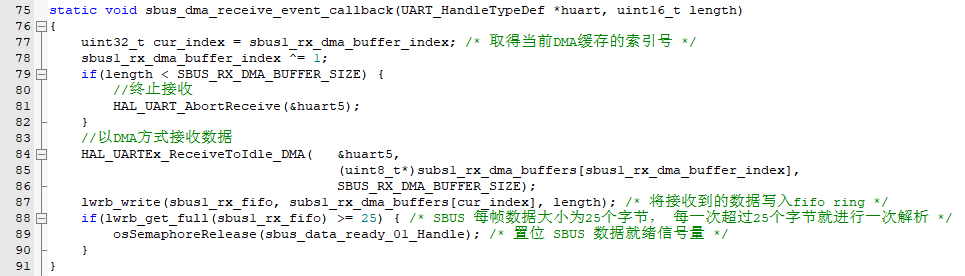 75 static void sbus_dma_receive_event_callback(UART_HandleTypeDef *huart, uint16_t length)
76 {
77     uint32_t cur_index = sbus1_rx_dma_buffer_index; /* 取得当前DMA缓存的索引号 */
78     sbus1_rx_dma_buffer_index ^= 1;
79     if(length < SBUS_RX_DMA_BUFFER_SIZE) {
80         //终止接收
81         HAL_UART_AbortReceive(&huart5);
82     }
83     //以DMA方式接收数据
84     HAL_UARTEx_ReceiveToIdle_DMA(   &huart5,
85                                     (uint8_t*)subs1_rx_dma_buffers[sbus1_rx_dma_buffer_index],
86                                     SBUS_RX_DMA_BUFFER_SIZE);
87     lwrb_write(sbus1_rx_fifo, subs1_rx_dma_buffers[cur_index], length); /* 将接收到的数据写入fifo ring */
88     if(lwrb_get_full(sbus1_rx_fifo) >= 25) { /* SBUS 每帧数据大小为25个字节， 每一次超过25个字节就进行一次解析 */
89         osSemaphoreRelease(sbus_data_ready_01_Handle); /* 置位 SBUS 数据就绪信号量 */
90     }
91 }